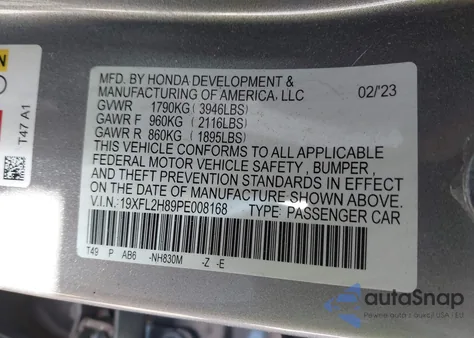 T47 A1
MFD. BY HONDA DEVELOPMENT &
MANUFACTURING OF AMERICA, LLC 02/'23
GVWR 1790KG (3946LBS)
GAWR F 960KG (2116LBS)
GAWR R 860KG (1895LBS)
THIS VEHICLE CONFORMS TO ALL APPLICABLE
FEDERAL MOTOR VEHICLE SAFETY, BUMPER,
AND THEFT PREVENTION STANDARDS IN EFFECT
ON THE DATE OF MANUFACTURE SHOWN ABOVE.
V.I.N.: 19XFL2H89PE008168 TYPE: PASSENGER CAR
T49 P AB6 -NH830M -Z -E
autoSnap